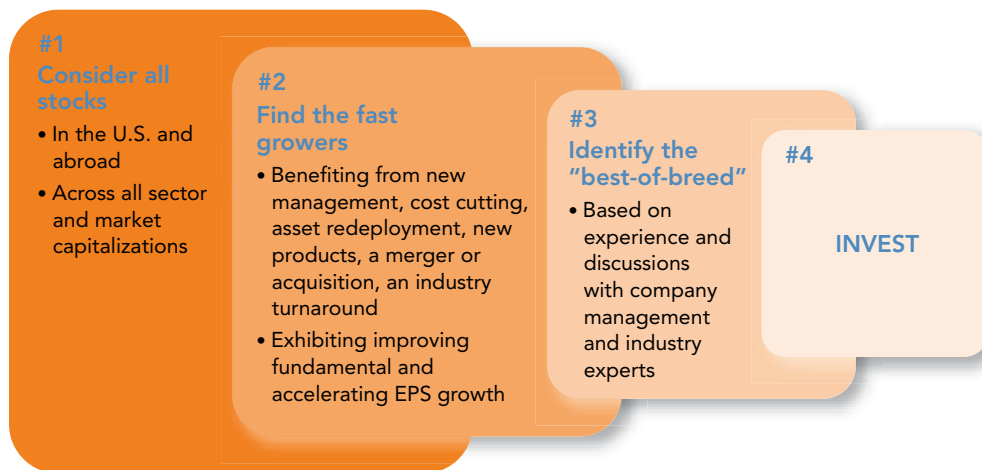 #1
Consider all
stocks
• In the U.S. and
abroad
• Across all sector
and market
capitalizations
#2
Find the fast
growers
• Benefiting from new
management, cost cutting,
asset redeployment, new
products, a merger or
acquisition, an industry
turnaround
• Exhibiting improving
fundamental and
accelerating EPS growth
#3
Identify the
“best-of-breed”
• Based on
experience and
discussions
with company
management
and industry
experts
#4
INVEST